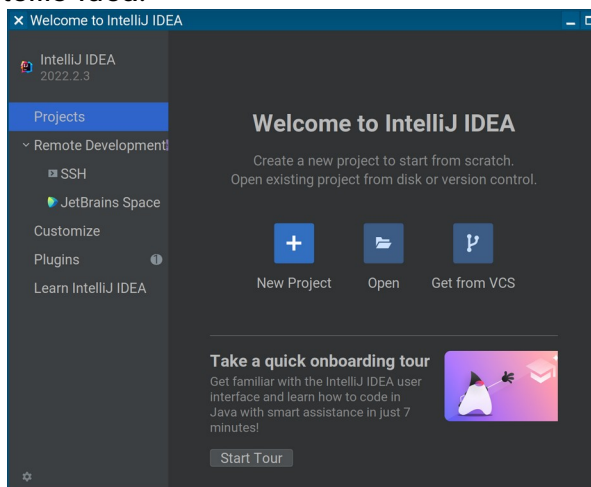 Welcome to IntelliJ IDEA
IntelliJ IDEA
2022.2.3
Projects
Remote Development
SSH
JetBrains Space
Customize
Plugins 1
Learn IntelliJ IDEA
Welcome to IntelliJ IDEA
Create a new project to start from scratch.
Open existing project from disk or version control.
New Project Open Get from VCS
Take a quick onboarding tour
Get familiar with the IntelliJ IDEA user
interface and learn how to code in
Java with smart assistance in just 7
minutes!
Start Tour